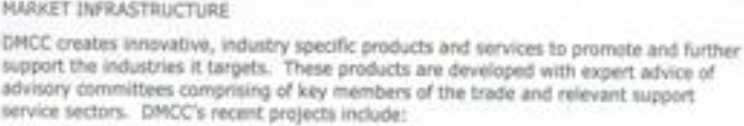 MARKET INFRASTRUCTURE
DMCC creates innovative, industry specific products and services to promote and further
support the industries it targets. These products are developed with expert advice of
advisory committees comprising of key members of the trade and relevant support
service sectors. DMCC's recent projects include: